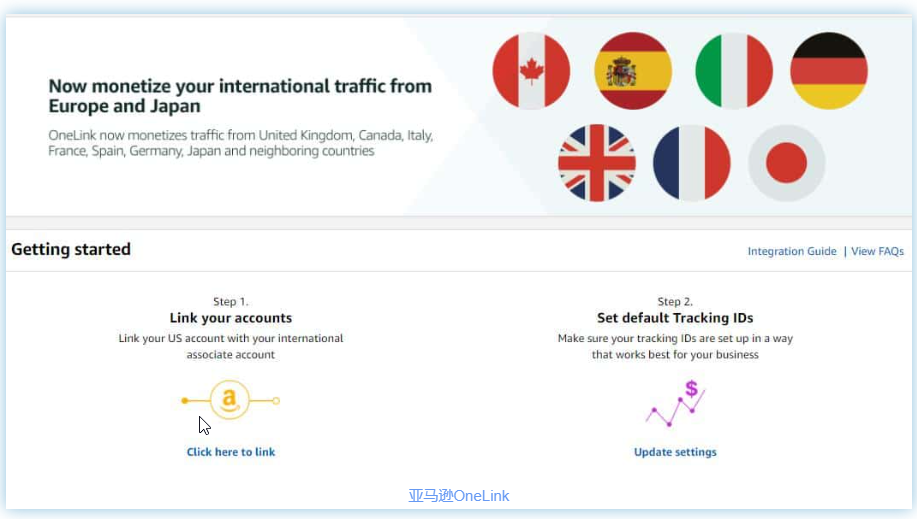 Now monetize your international traffic from
Europe and Japan
OneLink now monetizes traffic from United Kingdom, Canada, Italy,
France, Spain, Germany, Japan and neighboring countries
Getting started
Integration Guide | View FAQs
Step 1.
Link your accounts
Link your US account with your international
associate account
a
Click here to link
Step 2.
Set default Tracking IDs
Make sure your tracking IDs are set up in a way
that works best for your business
$
Update settings
亚马逊OneLink